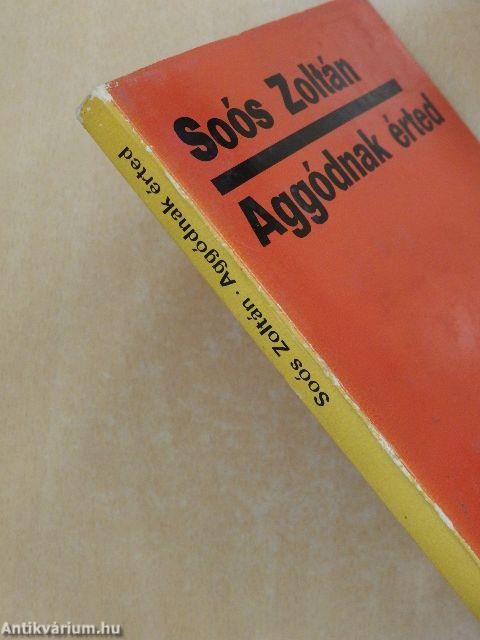 Soós Zoltán
Aggódnak érted
Soós Zoltán · Aggódnak érted
Antikvárium.hu